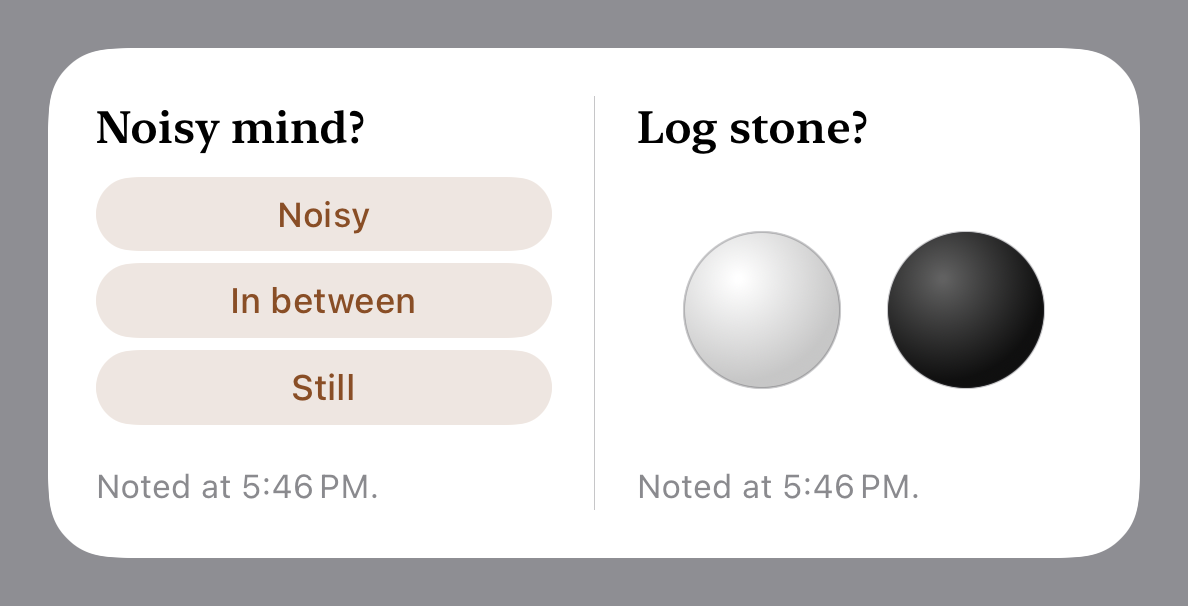 Noisy mind?
Noisy
In between
Still
Noted at 5:46 PM.
Log stone?
Noted at 5:46 PM.